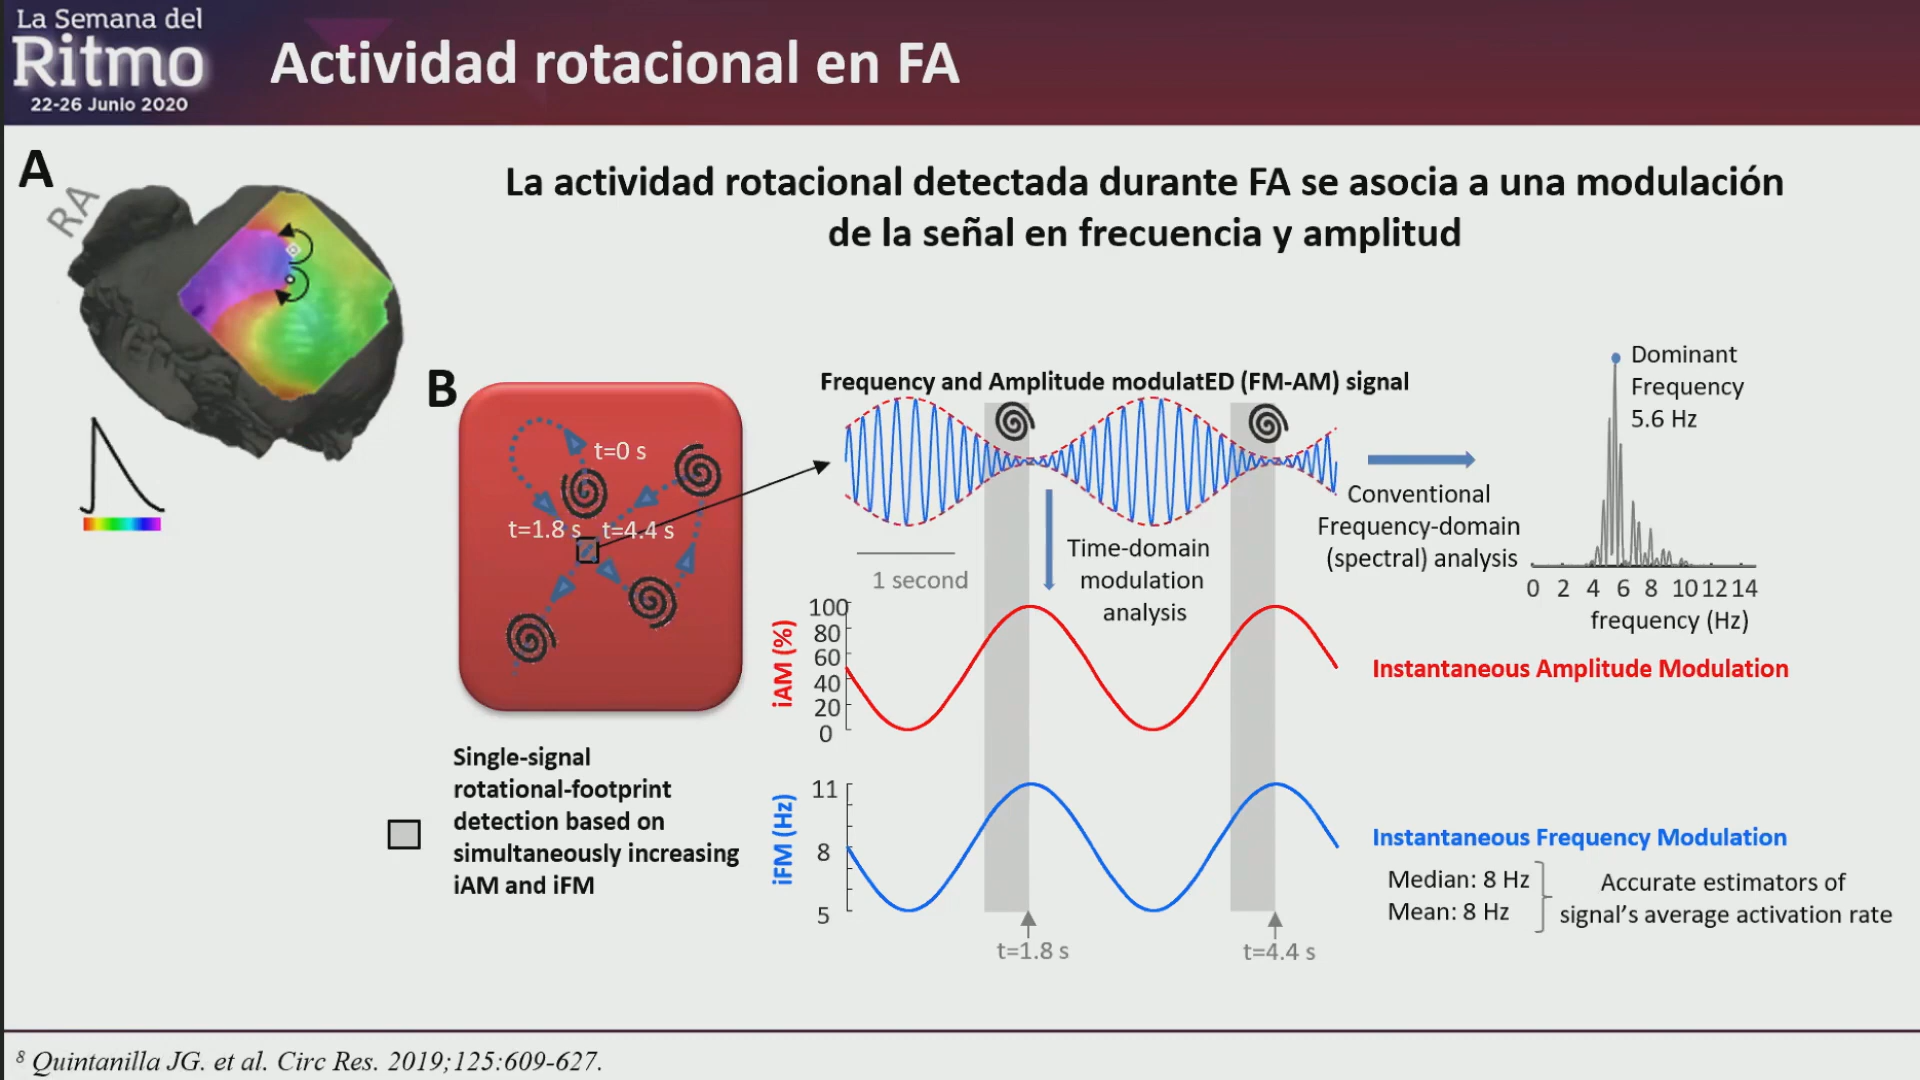 La Semana del
Ritmo
22-26 Junio 2020
Actividad rotacional en FA
A
RA
La actividad rotacional detectada durante FA se asocia a una modulación
de la señal en frecuencia y amplitud
B
t=0 s
t=1.8 s
t=4.4 s
Single-signal
rotational-footprint
detection based on
simultaneously increasing
iAM and iFM
Frequency and Amplitude modulatED (FM-AM) signal
1 second
Time-domain
modulation
analysis
Conventional
Frequency-domain
(spectral) analysis
Dominant
Frequency
5.6 Hz
0 2 4 6 8 10 12 14
frequency (Hz)
iAM (%)
100
80
60
40
20
0
Instantaneous Amplitude Modulation
iFM (Hz)
11
8
5
Instantaneous Frequency Modulation
Median: 8 Hz
Mean: 8 Hz
Accurate estimators of
signal's average activation rate
t=1.8 s
t=4.4 s
8 Quintanilla JG. et al. Circ Res. 2019;125:609-627.